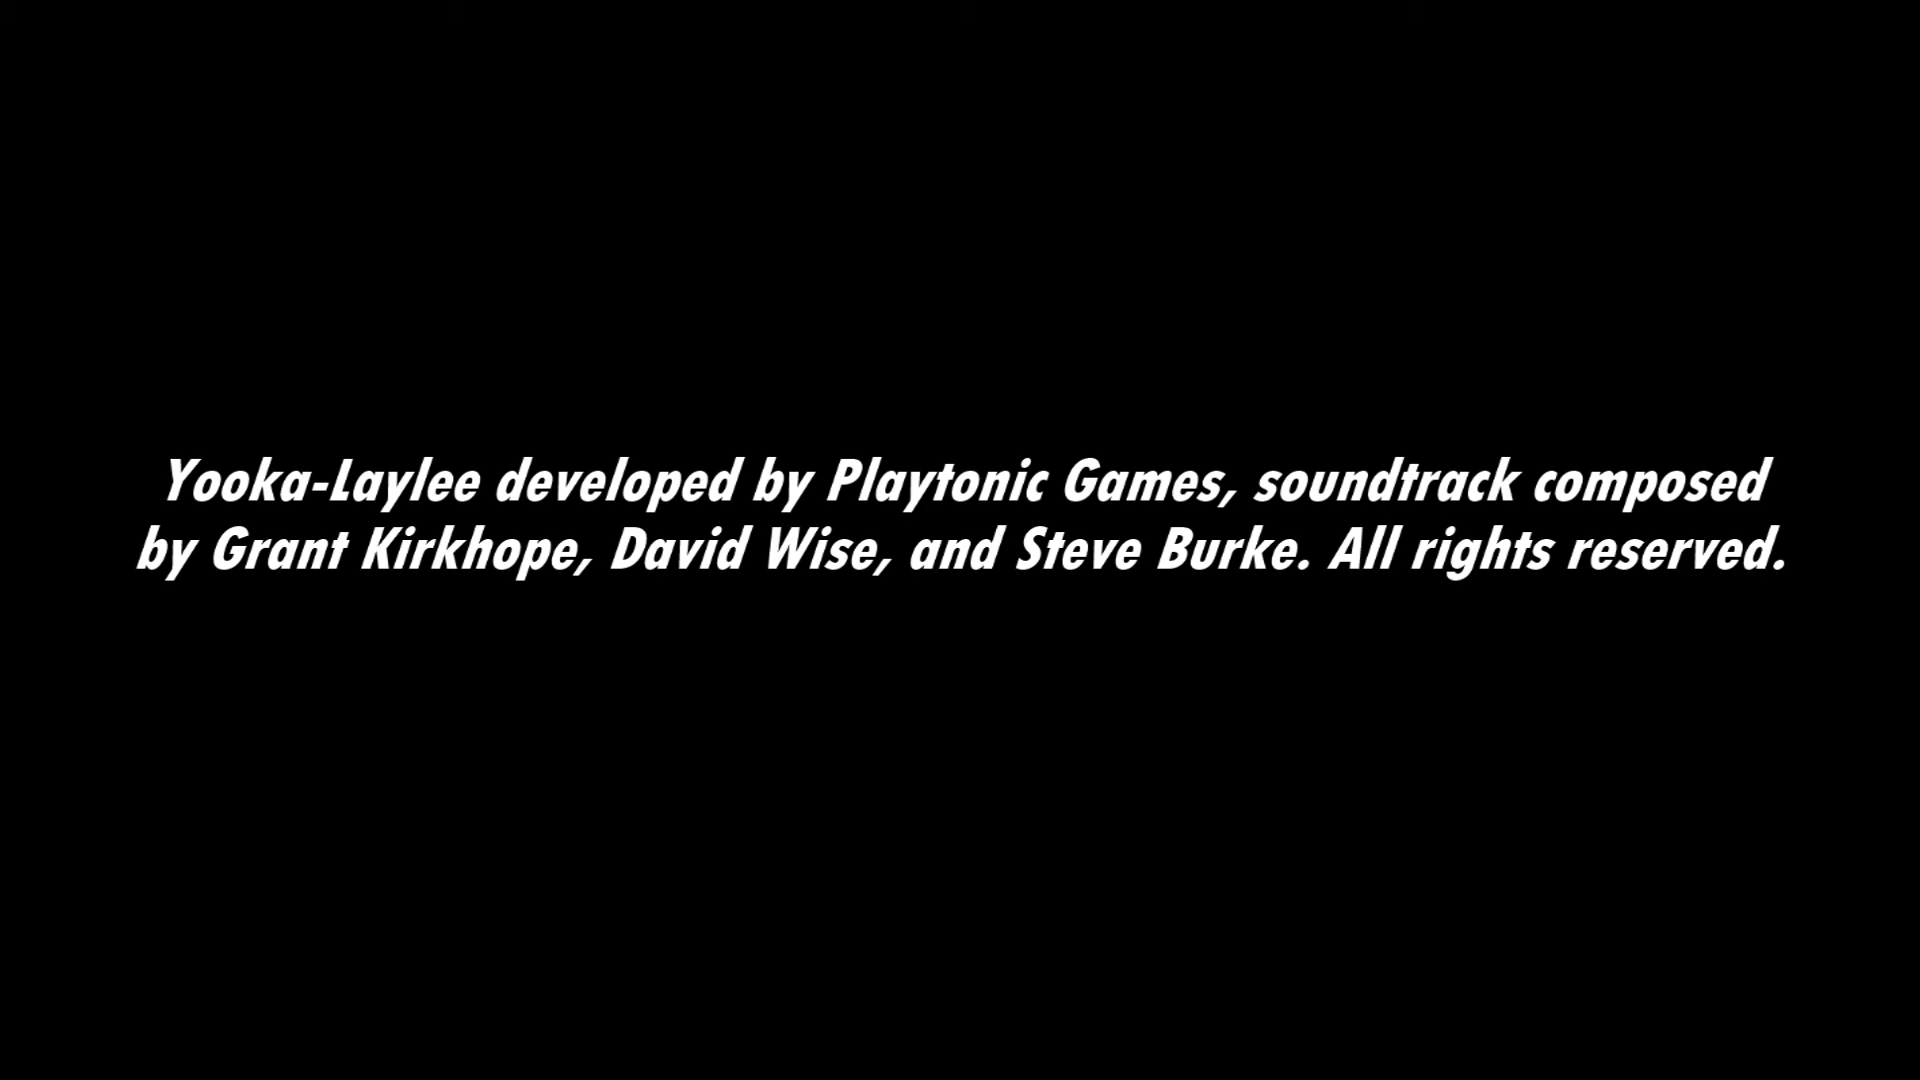 Yooka-Laylee developed by Playtonic Games, soundtrack composed
by Grant Kirkhope, David Wise, and Steve Burke. All rights reserved.